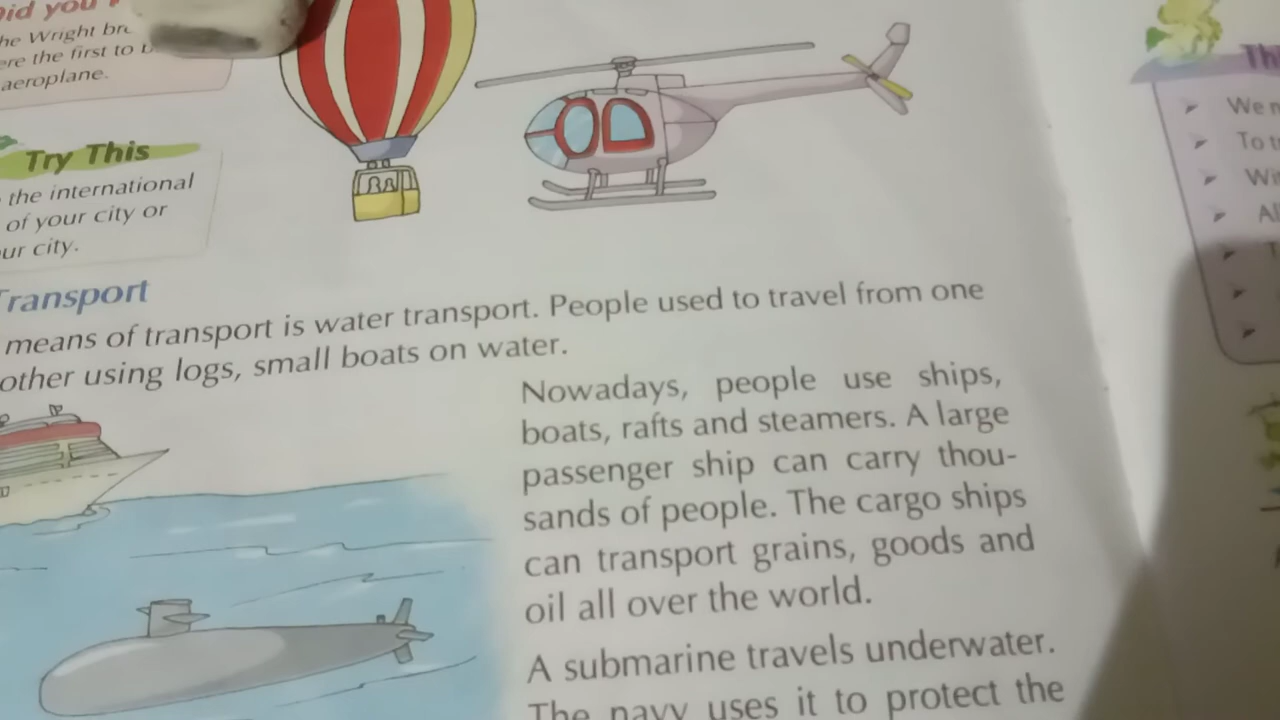 Did you
he Wright
ere the first to
aeroplane.
Try This
the international
of your city or
ur city.
Transport
means of transport is water transport. People used to travel from one
other using logs, small boats on water.
Nowadays, people use ships,
boats, rafts and steamers. A large
passenger ship can carry thou-
sands of people. The cargo ships
can transport grains, goods and
oil all over the world.
A submarine travels underwater.
The navy uses it to protect the
Th
We
To
Al